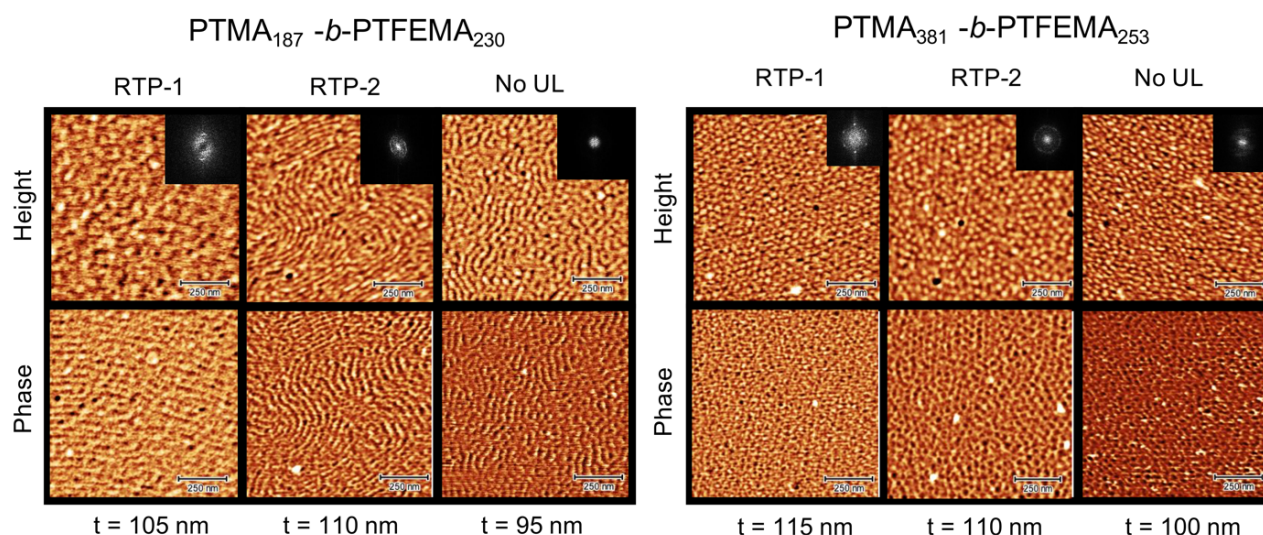 PTMA187 -b-PTFEMA230
RTP-1 RTP-2 No UL
Height
250 nm 250 nm 250 nm
Phase
250 nm 250 nm 250 nm
t = 105 nm t = 110 nm t = 95 nm
PTMA381 -b-PTFEMA253
RTP-1 RTP-2 No UL
Height
250 nm 250 nm 250 nm
Phase
250 nm 250 nm 250 nm
t = 115 nm t = 110 nm t = 100 nm